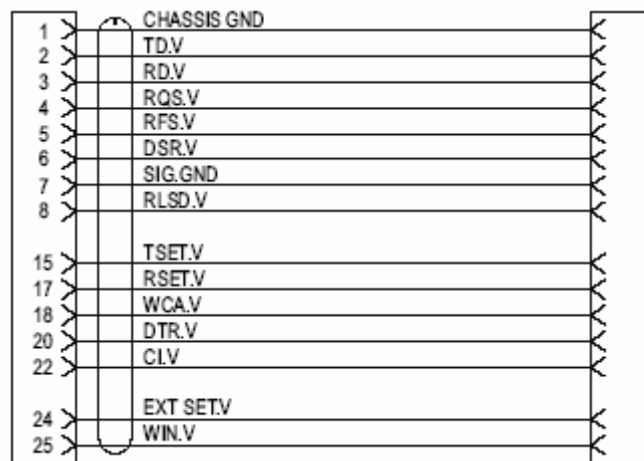 1 CHASSIS GND
2 TD.V
3 RD.V
4 RQS.V
5 RFS.V
6 DSR.V
7 SIG.GND
8 RLSD.V
15 TSET.V
17 RSET.V
18 WCA.V
20 DTR.V
22 CI.V
24 EXT SET.V
25 WIN.V